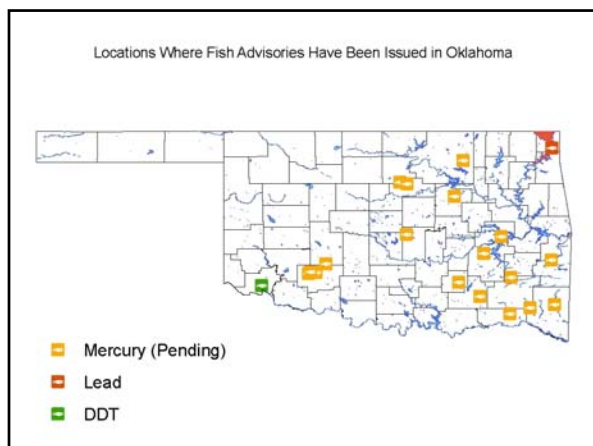 Locations Where Fish Advisories Have Been Issued in Oklahoma
Mercury (Pending)
Lead
DDT